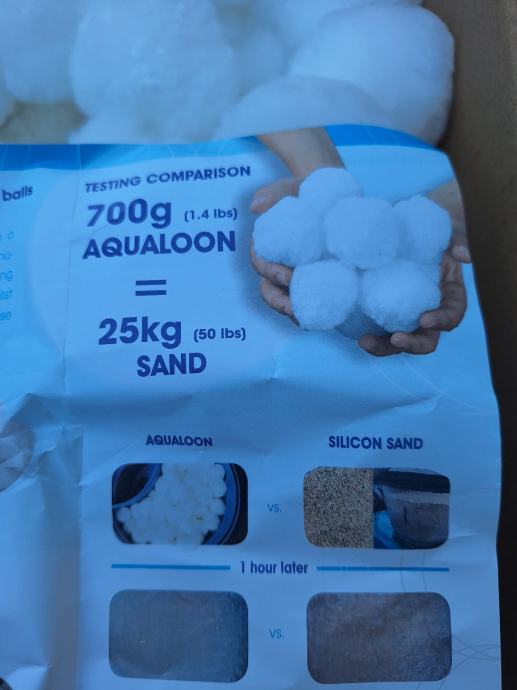 balls
TESTING COMPARISON
700g (1.4 lbs)
AQUALOON
=
25kg (50 lbs)
SAND
AQUALOON
SILICON SAND
VS.
1 hour later
VS.